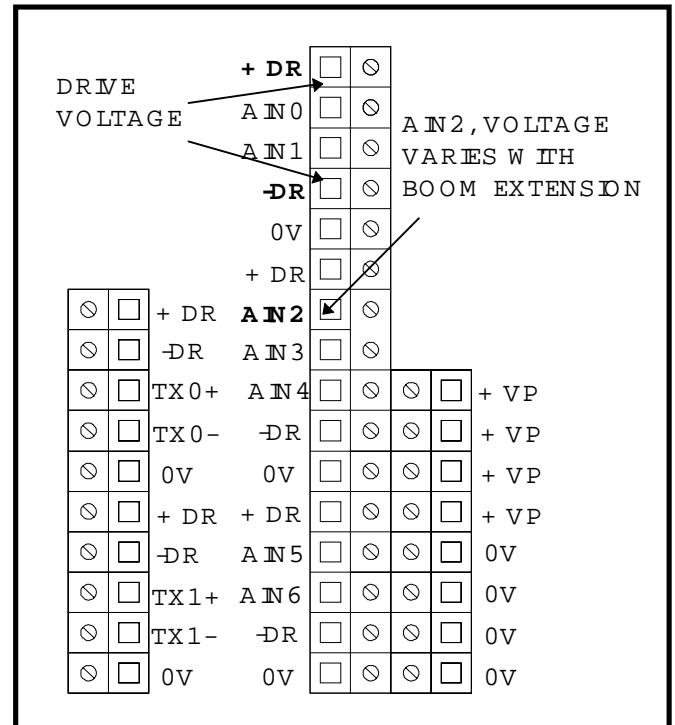 DRIVE
VOLTAGE
+ DR
AIN0
AIN1
-DR
0V
+ DR
AIN2
AIN3
AIN4
-DR
0V
+ DR
AIN5
AIN6
-DR
0V
AIN2, VOLTAGE
VARIES WITH
BOOM EXTENSION
+ DR
-DR
TX0+
TX0-
0V
+ DR
-DR
TX1+
TX1-
0V
+ VP
+ VP
+ VP
+ VP
0V
0V
0V
0V